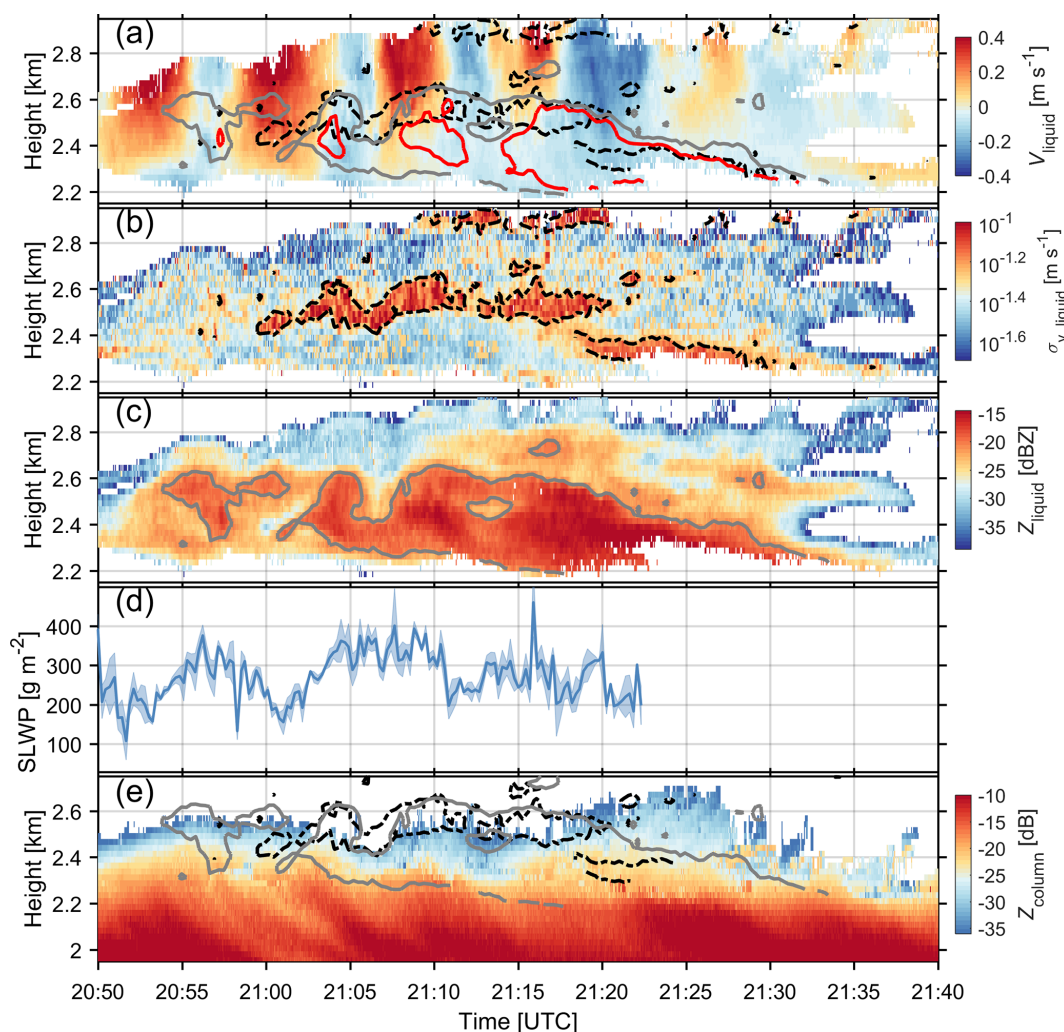 (a)
Height [km]
2.8
2.6
2.4
2.2
0.4
0.2
0
-0.2
-0.4
V_liquid [m s^-1]
(b)
Height [km]
2.8
2.6
2.4
2.2
10^-1
10^-1.2
10^-1.4
10^-1.6
σ_v_liquid [m s^-1]
(c)
Height [km]
2.8
2.6
2.4
2.2
-15
-20
-25
-30
-35
Z_liquid [dBZ]
(d)
SLWP [g m^-2]
400
300
200
100
(e)
Height [km]
2.6
2.4
2.2
2
-10
-15
-20
-25
-30
-35
Z_column [dB]
20:50 20:55 21:00 21:05 21:10 21:15 21:20 21:25 21:30 21:35 21:40
Time [UTC]